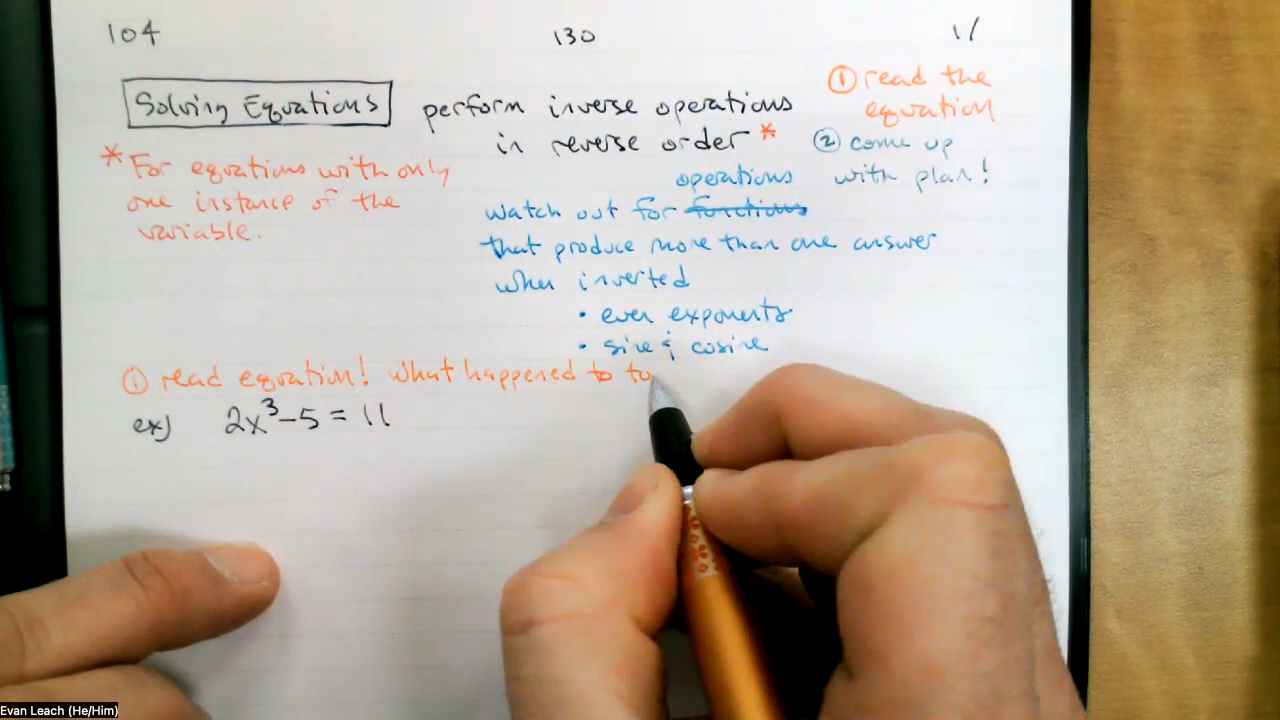 104 130 1/
Solving Equations perform inverse operations
in reverse order *
* For equations with only
one instance of the
variable.
① read the
equation
② come up
with plan!
operations
watch out for functions
that produce more than one answer
when inverted
• even exponents
• sine & cosine
① read equation! what happened to to
ex) 2x³-5 = 11
Evan Leach (He/Him)